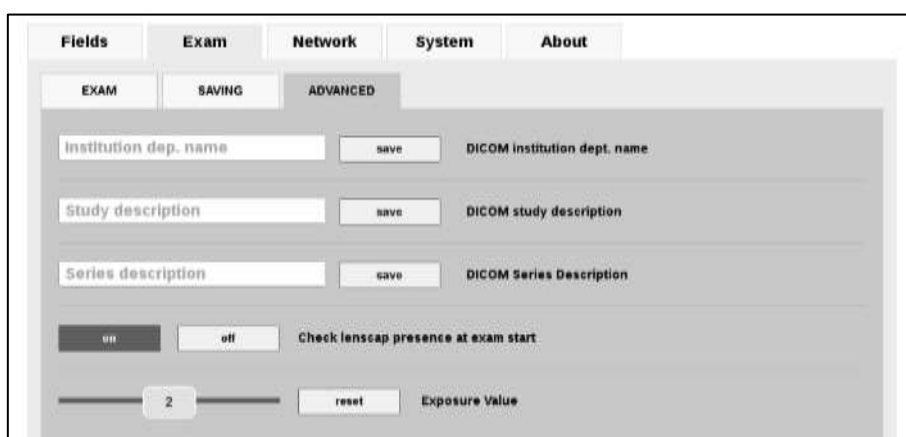 Fields Exam Network System About
EXAM SAVING ADVANCED
Institution dep. name save DICOM institution dept. name
Study description save DICOM study description
Series description save DICOM Series Description
on off Check lenscap presence at exam start
2 reset Exposure Value